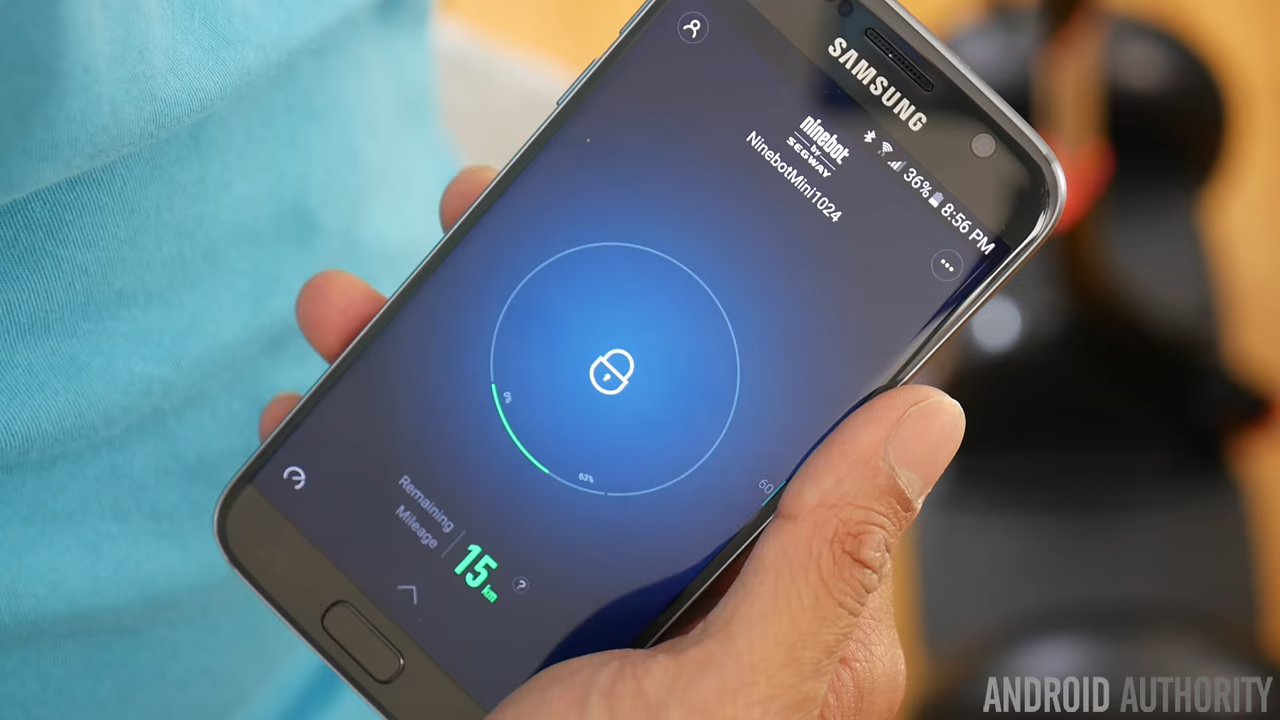 SAMSUNG
36% 8:56 PM
ninebot
by
SEGWAY
NinebotMini1024
0%
63%
60
Remaining
Mileage
15 km
?
ANDROID AUTHORITY